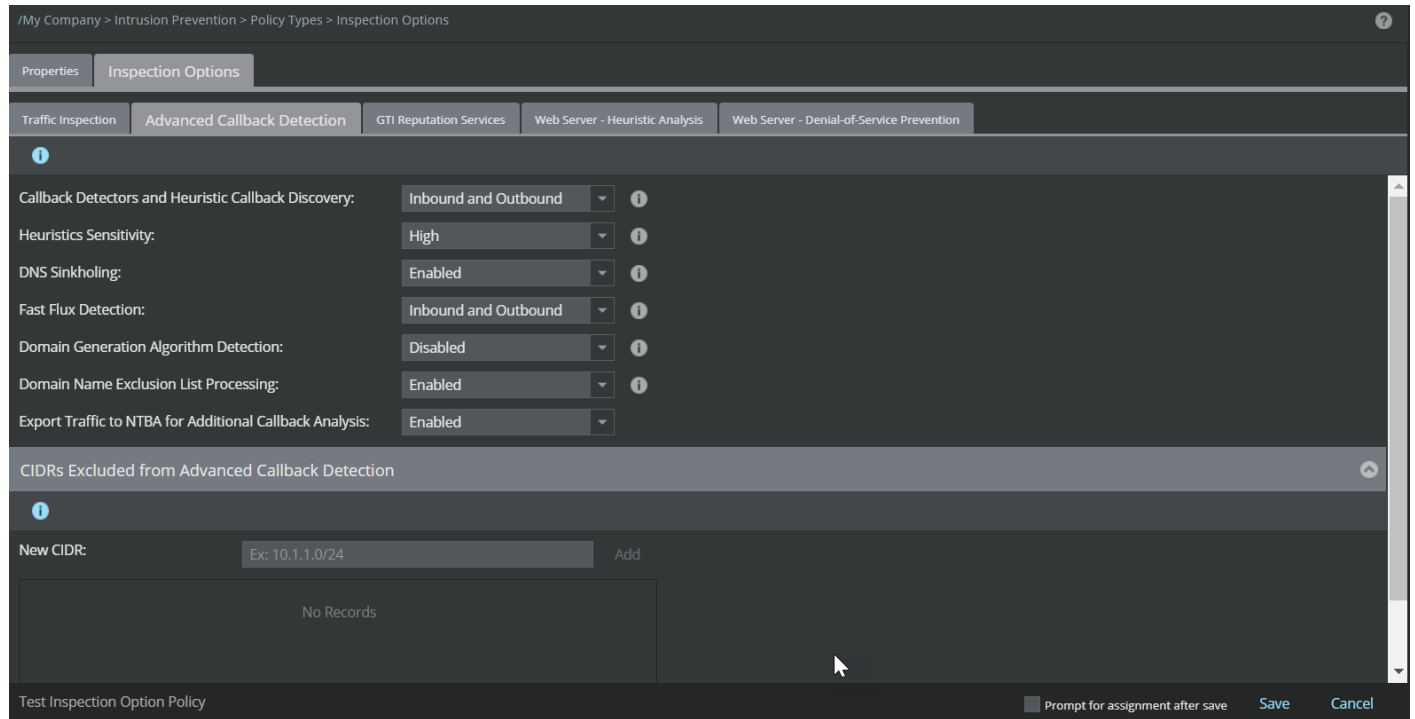 /My Company > Intrusion Prevention > Policy Types > Inspection Options
Properties Inspection Options
Traffic Inspection Advanced Callback Detection GTI Reputation Services Web Server - Heuristic Analysis Web Server - Denial-of-Service Prevention
Callback Detectors and Heuristic Callback Discovery: Inbound and Outbound
Heuristics Sensitivity: High
DNS Sinkholing: Enabled
Fast Flux Detection: Inbound and Outbound
Domain Generation Algorithm Detection: Disabled
Domain Name Exclusion List Processing: Enabled
Export Traffic to NTBA for Additional Callback Analysis: Enabled
CIDRs Excluded from Advanced Callback Detection
New CIDR: Ex: 10.1.1.0/24 Add
No Records
Test Inspection Option Policy Prompt for assignment after save Save Cancel